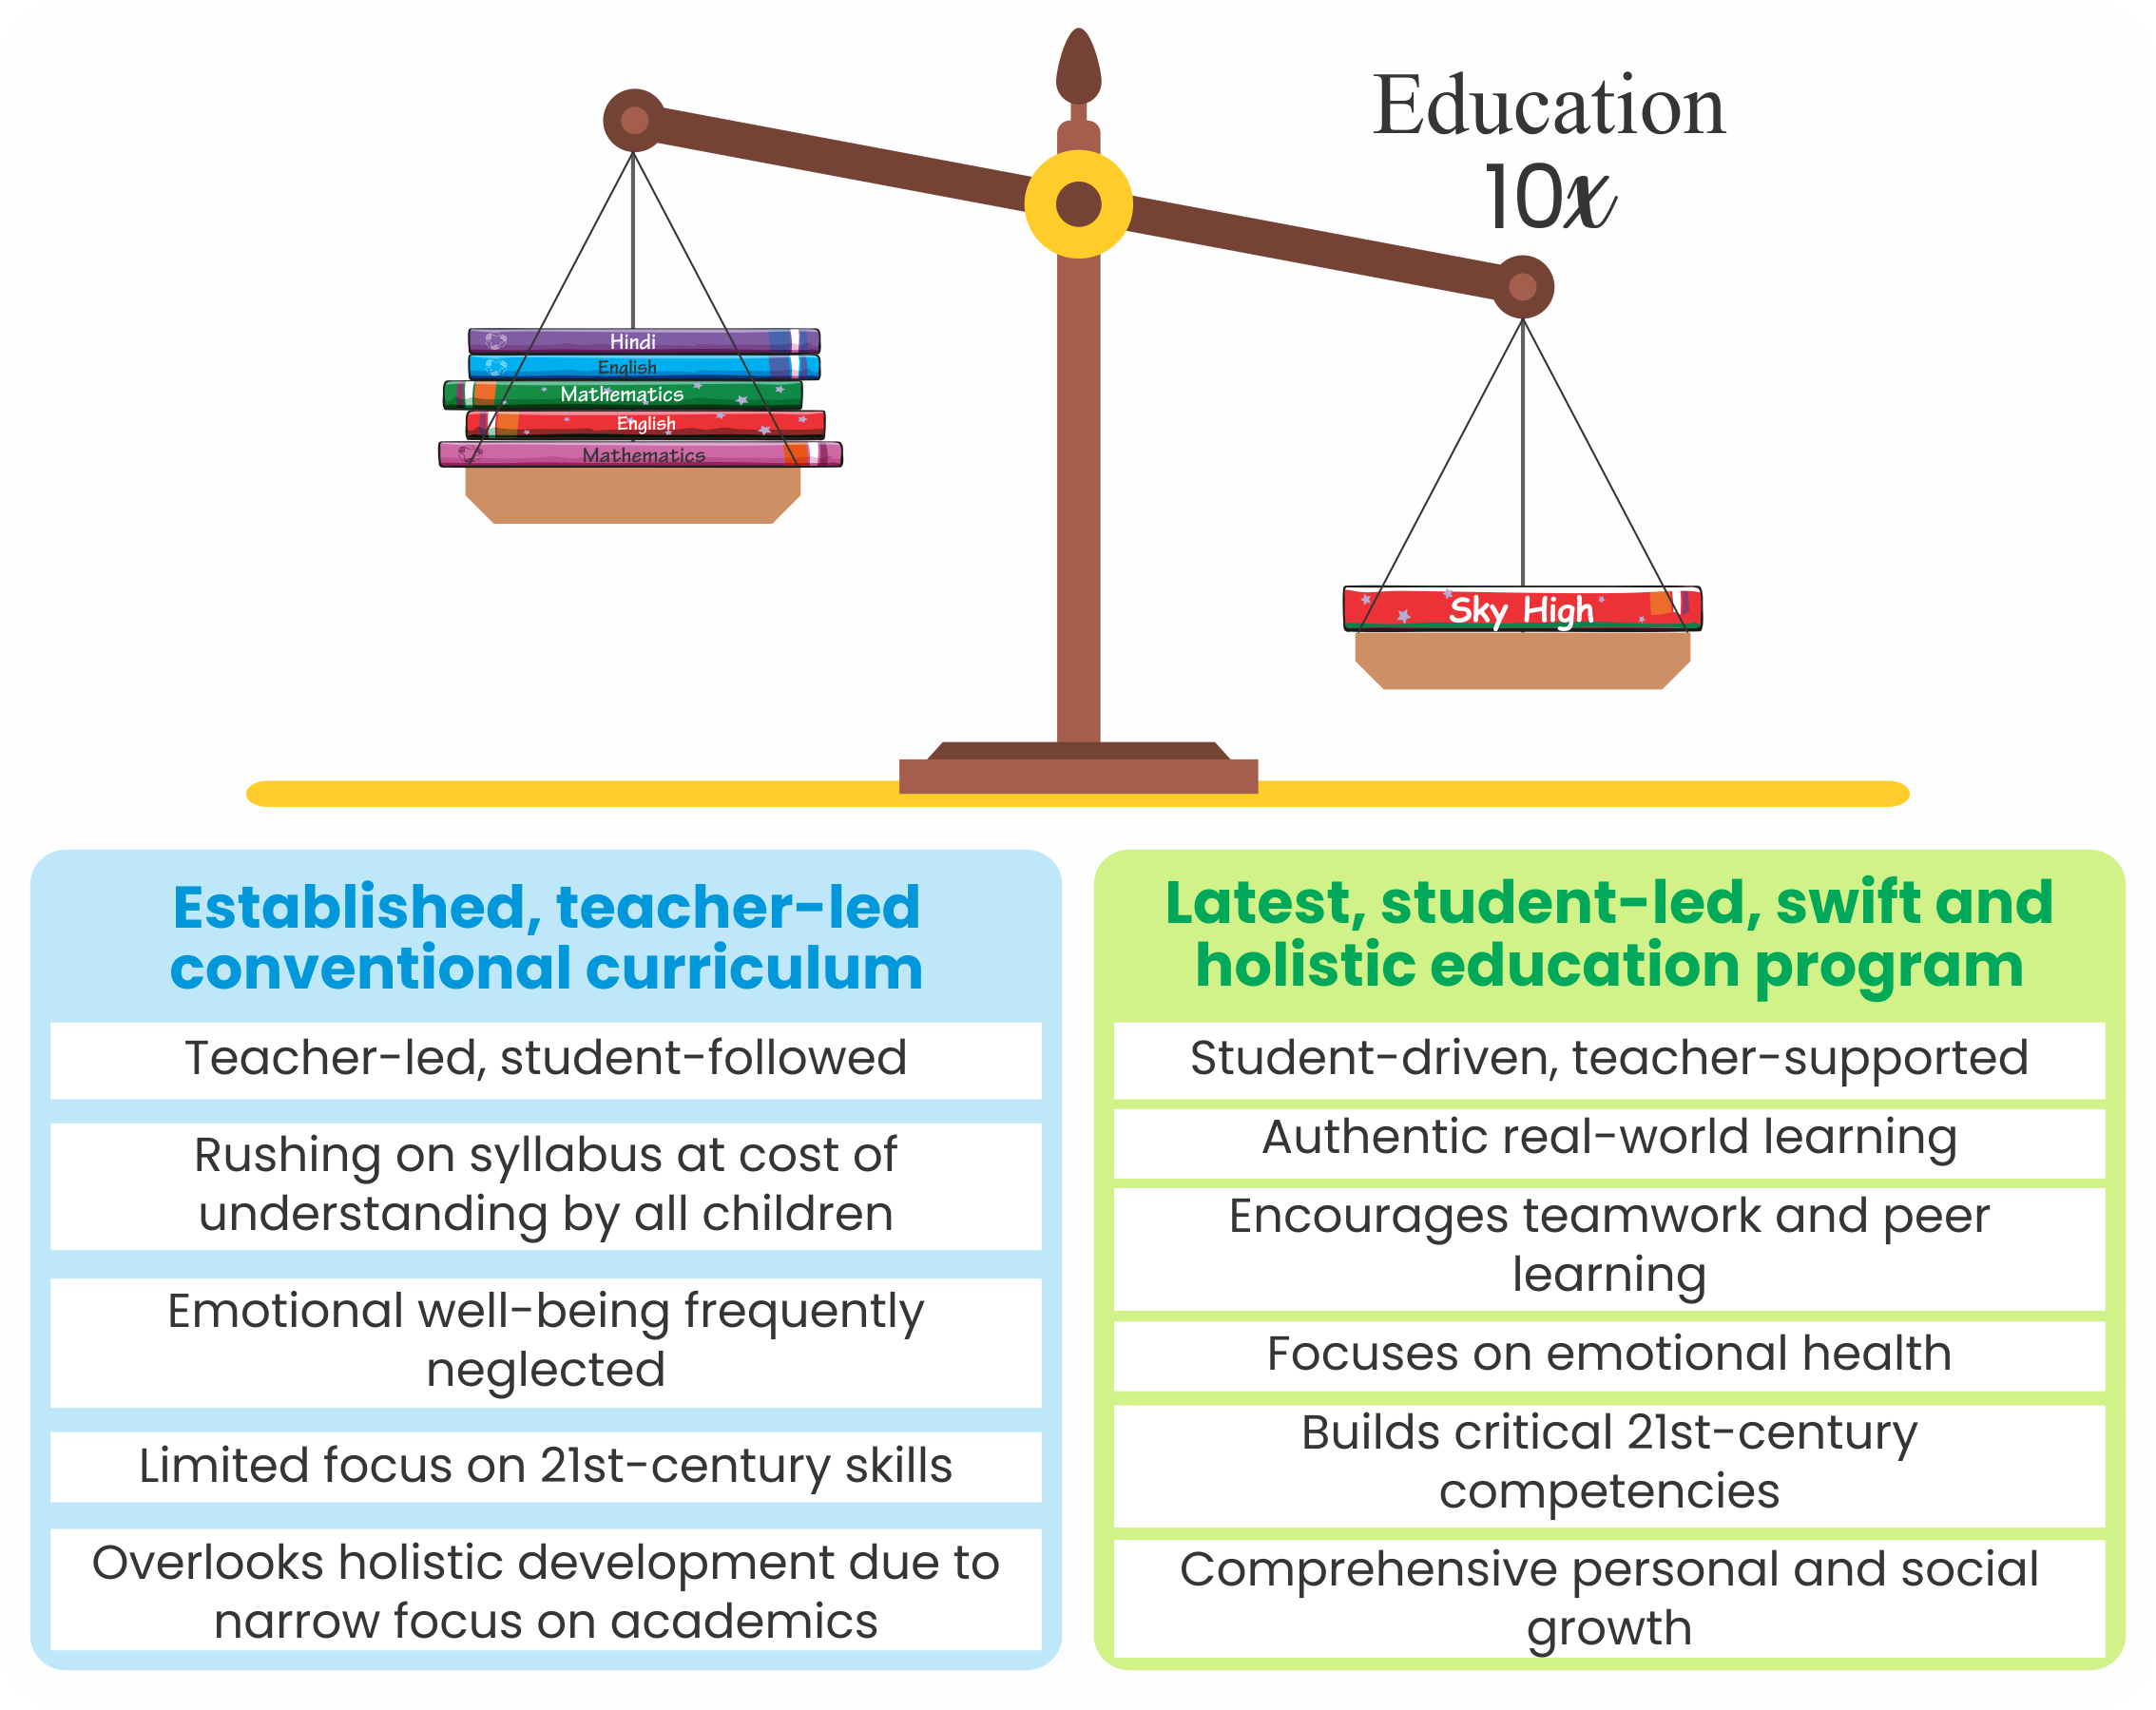 Education
10x
Hindi
English
Mathematics
English
Mathematics
Sky High
Established, teacher-led
conventional curriculum
Teacher-led, student-followed
Rushing on syllabus at cost of
understanding by all children
Emotional well-being frequently
neglected
Limited focus on 21st-century skills
Overlooks holistic development due to
narrow focus on academics
Latest, student-led, swift and
holistic education program
Student-driven, teacher-supported
Authentic real-world learning
Encourages teamwork and peer
learning
Focuses on emotional health
Builds critical 21st-century
competencies
Comprehensive personal and social
growth